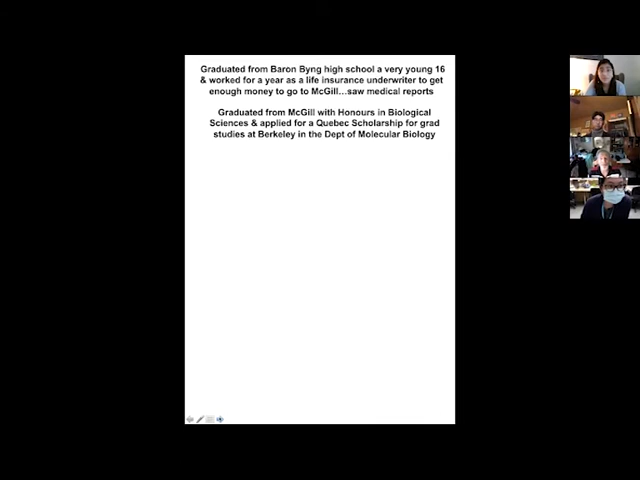 Graduated from Baron Byng high school a very young 16
& worked for a year as a life insurance underwriter to get
enough money to go to McGill...saw medical reports
Graduated from McGill with Honours in Biological
Sciences & applied for a Quebec Scholarship for grad
studies at Berkeley in the Dept of Molecular Biology